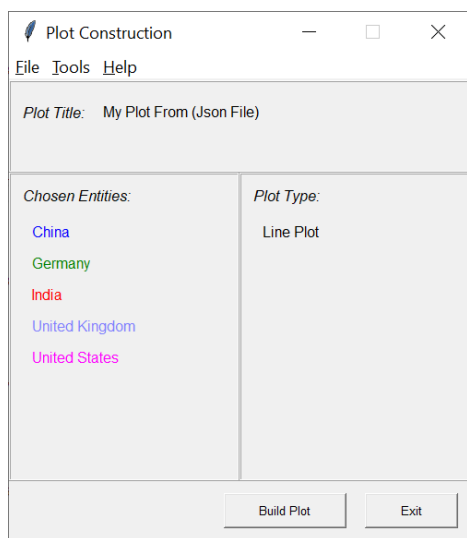 Plot Construction
File Tools Help
Plot Title: My Plot From (Json File)
Chosen Entities:
China
Germany
India
United Kingdom
United States
Plot Type:
Line Plot
Build Plot Exit